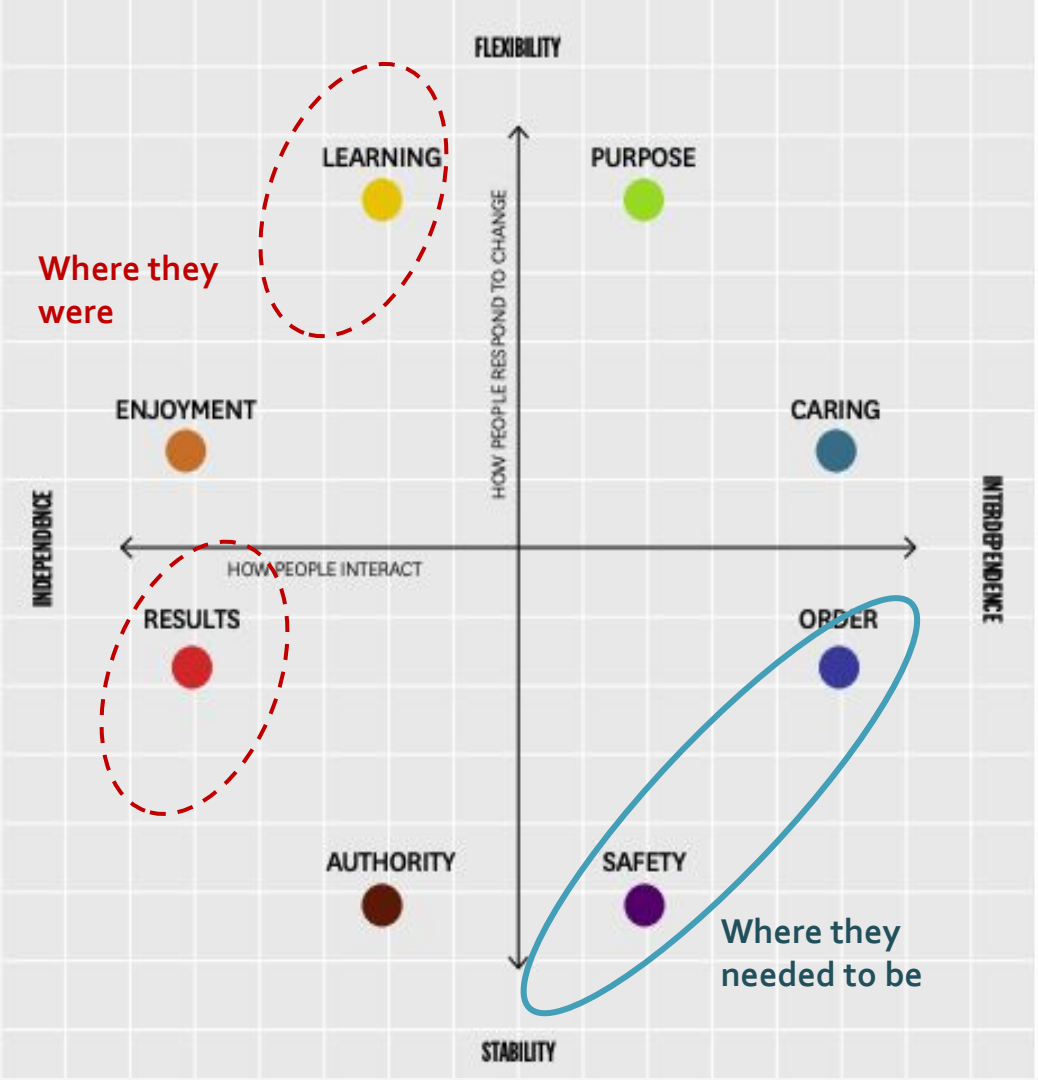 FLEXIBILITY
LEARNING
PURPOSE
HOW PEOPLE RESPOND TO CHANGE
Where they
were
ENJOYMENT
CARING
INDEPENDENCE
INTERDEPENDENCE
HOW PEOPLE INTERACT
RESULTS
ORDER
AUTHORITY
SAFETY
Where they
needed to be
STABILITY